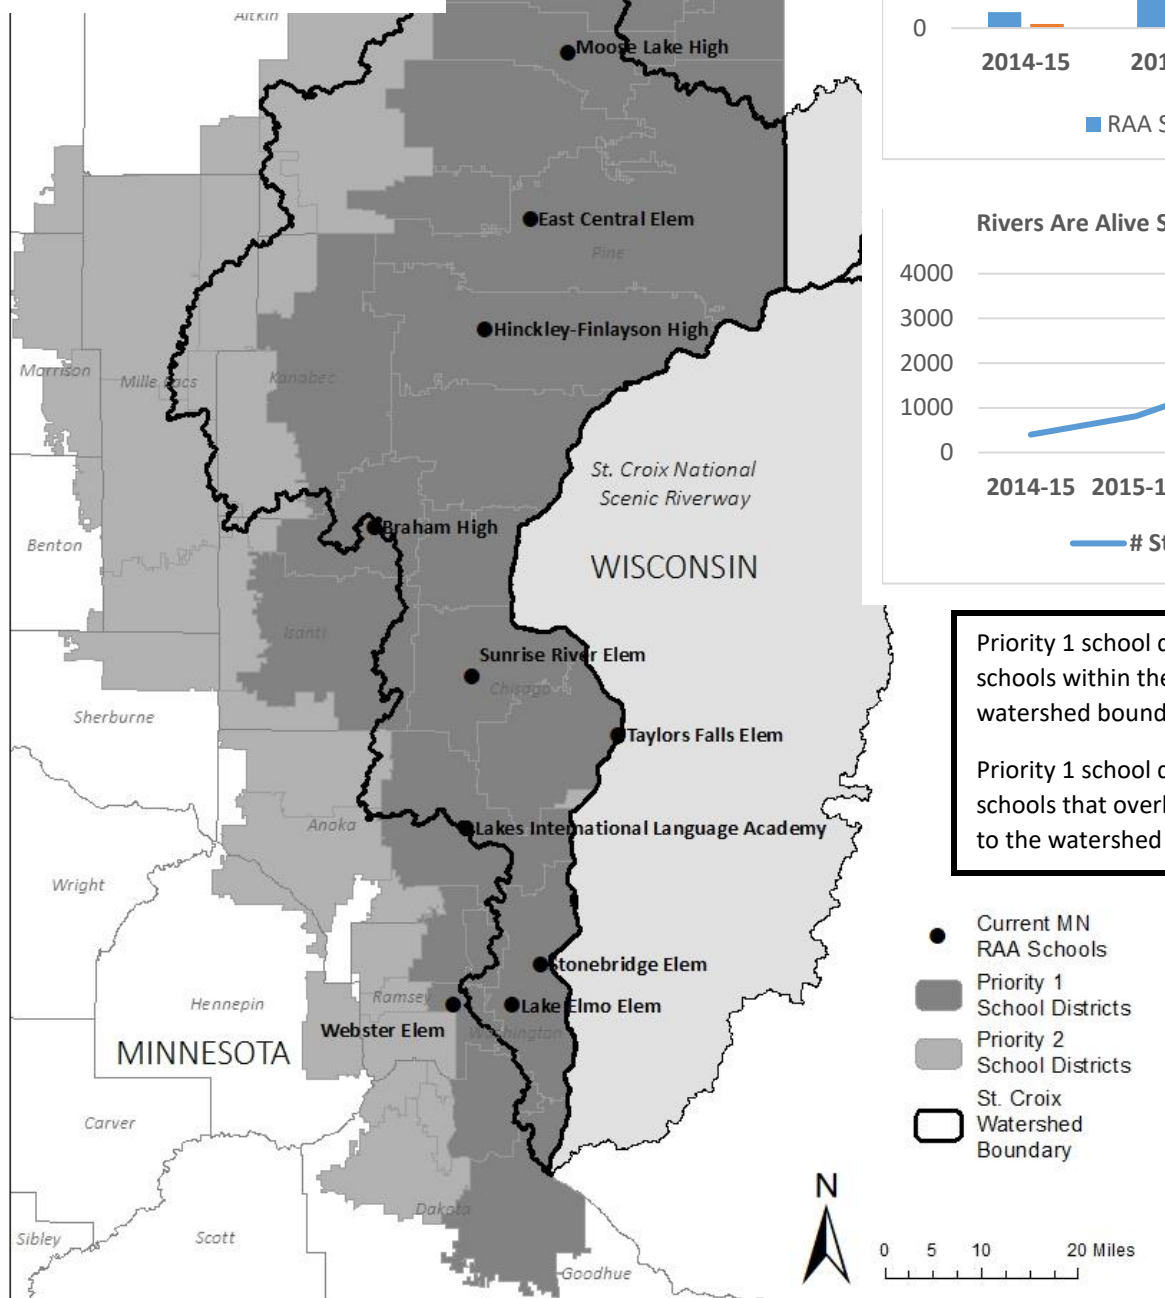 Aitkin
Moose Lake High
East Central Elem
Pine
Hinckley-Finlayson High
Morrison
Mille Lacs
Kanabec
St. Croix National
Scenic Riverway
WISCONSIN
Braham High
Benton
Isanti
Sunrise River Elem
Chisago
Sherburne
Taylors Falls Elem
Anoka
Lakes International Language Academy
Wright
Stonebridge Elem
Hennepin
Ramsey
Lake Elmo Elem
Webster Elem
Washington
MINNESOTA
Carver
Dakota
Sibley
Scott
Goodhue
0
2014-15 201
RAA S
Rivers Are Alive S
4000
3000
2000
1000
0
2014-15 2015-1
# St
Priority 1 school d
schools within the
watershed bound
Priority 1 school d
schools that overl
to the watershed
Current MN
RAA Schools
Priority 1
School Districts
Priority 2
School Districts
St. Croix
Watershed
Boundary
N
0 5 10 20 Miles